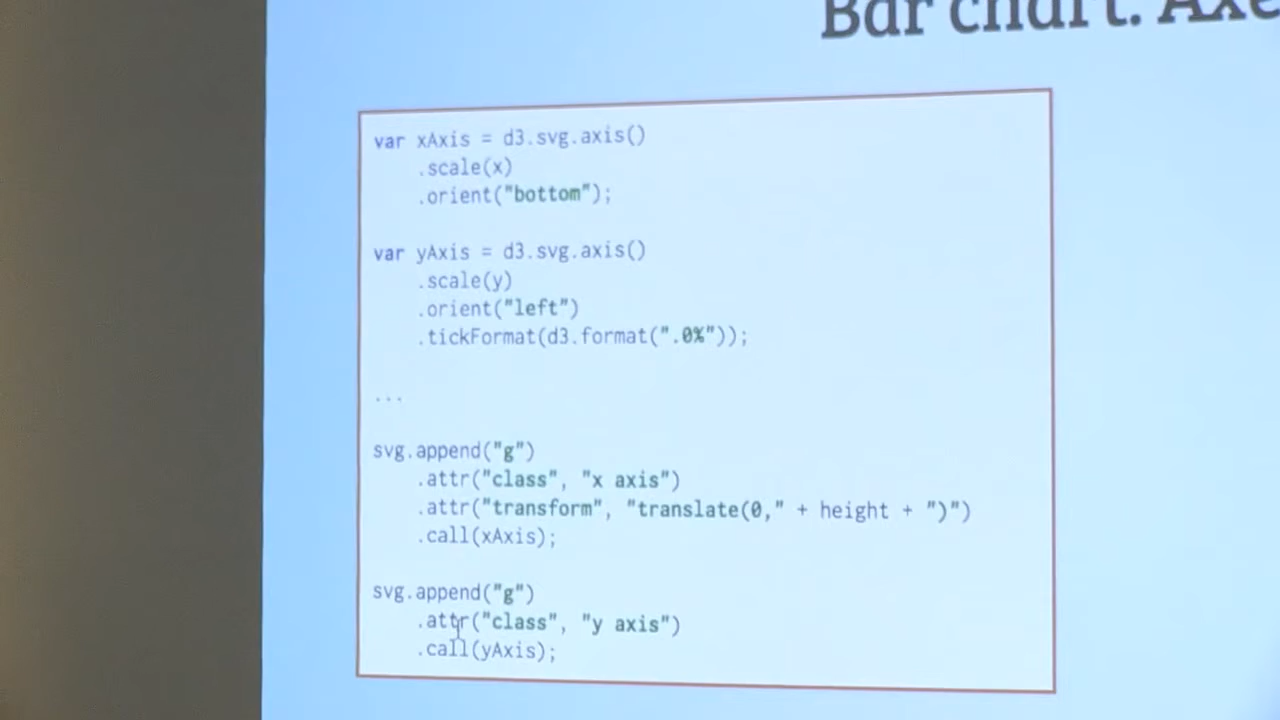 Bar chart: Axe
var xAxis = d3.svg.axis()
    .scale(x)
    .orient("bottom");
var yAxis = d3.svg.axis()
    .scale(y)
    .orient("left")
    .tickFormat(d3.format(".0%"));
...
svg.append("g")
    .attr("class", "x axis")
    .attr("transform", "translate(0," + height + ")")
    .call(xAxis);
svg.append("g")
    .attr("class", "y axis")
    .call(yAxis);